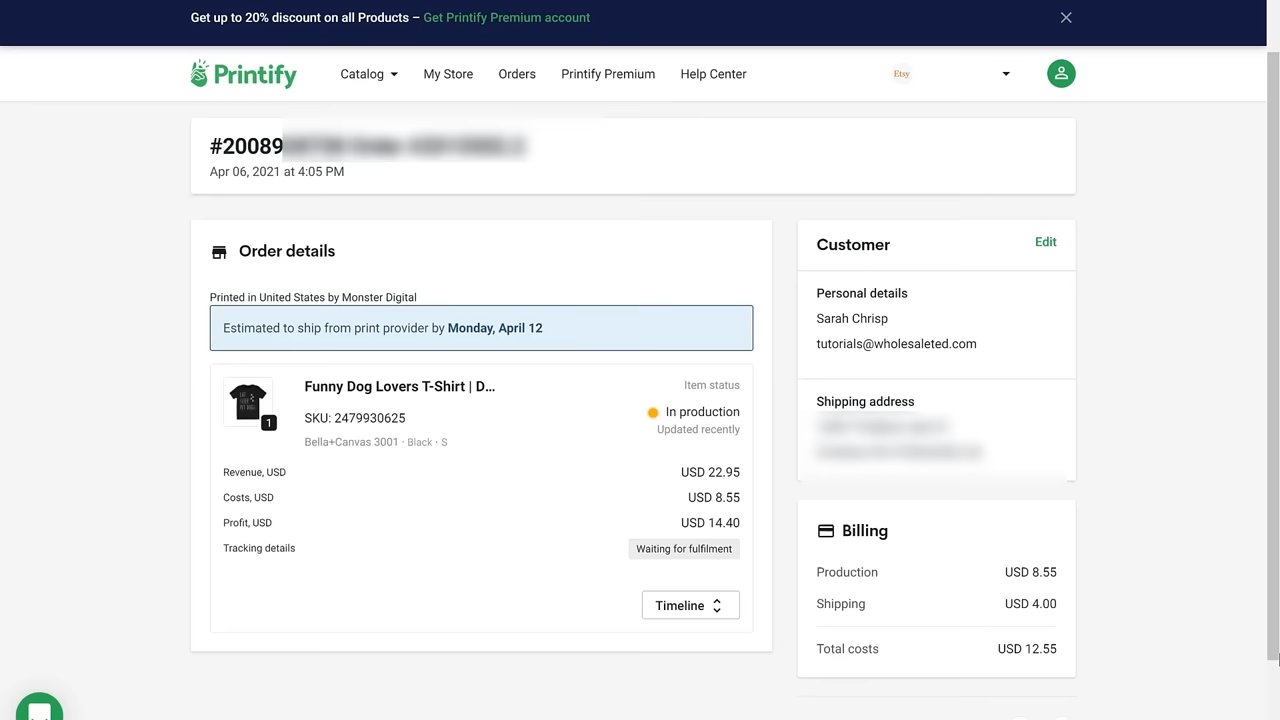 Get up to 20% discount on all Products – Get Printify Premium account
Printify
Catalog
My Store
Orders
Printify Premium
Help Center
Etsy
#20089
Apr 06, 2021 at 4:05 PM
Order details
Printed in United States by Monster Digital
Estimated to ship from print provider by Monday, April 12
Funny Dog Lovers T-Shirt | D...
Item status
1
SKU: 2479930625
In production
Updated recently
Bella+Canvas 3001 · Black · S
Revenue, USD
USD 22.95
Costs, USD
USD 8.55
Profit, USD
USD 14.40
Tracking details
Waiting for fulfilment
Timeline
Customer
Edit
Personal details
Sarah Chrisp
tutorials@wholesaleted.com
Shipping address
Billing
Production
USD 8.55
Shipping
USD 4.00
Total costs
USD 12.55